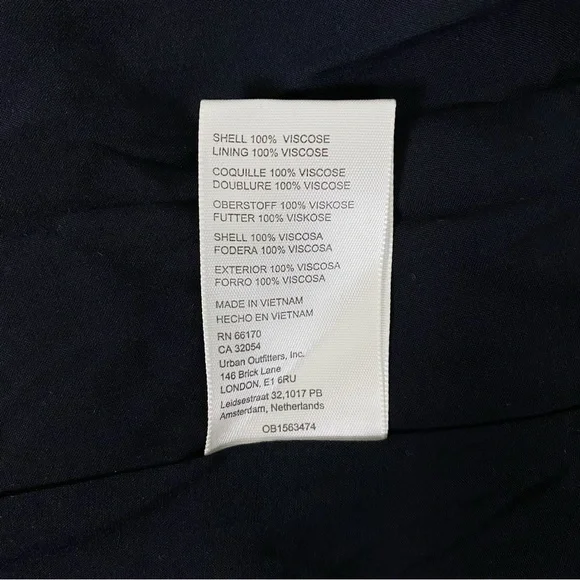 SHELL 100% VISCOSE
LINING 100% VISCOSE
COQUILLE 100% VISCOSE
DOUBLURE 100% VISCOSE
OBERSTOFF 100% VISKOSE
FUTTER 100% VISKOSE
SHELL 100% VISCOSA
FODERA 100% VISCOSA
EXTERIOR 100% VISCOSA
FORRO 100% VISCOSA
MADE IN VIETNAM
HECHO EN VIETNAM
RN 66170
CA 32054
Urban Outfitters, Inc.
146 Brick Lane
LONDON, E1 6RU
Leidsestraat 32,1017 PB
Amsterdam, Netherlands
OB1563474